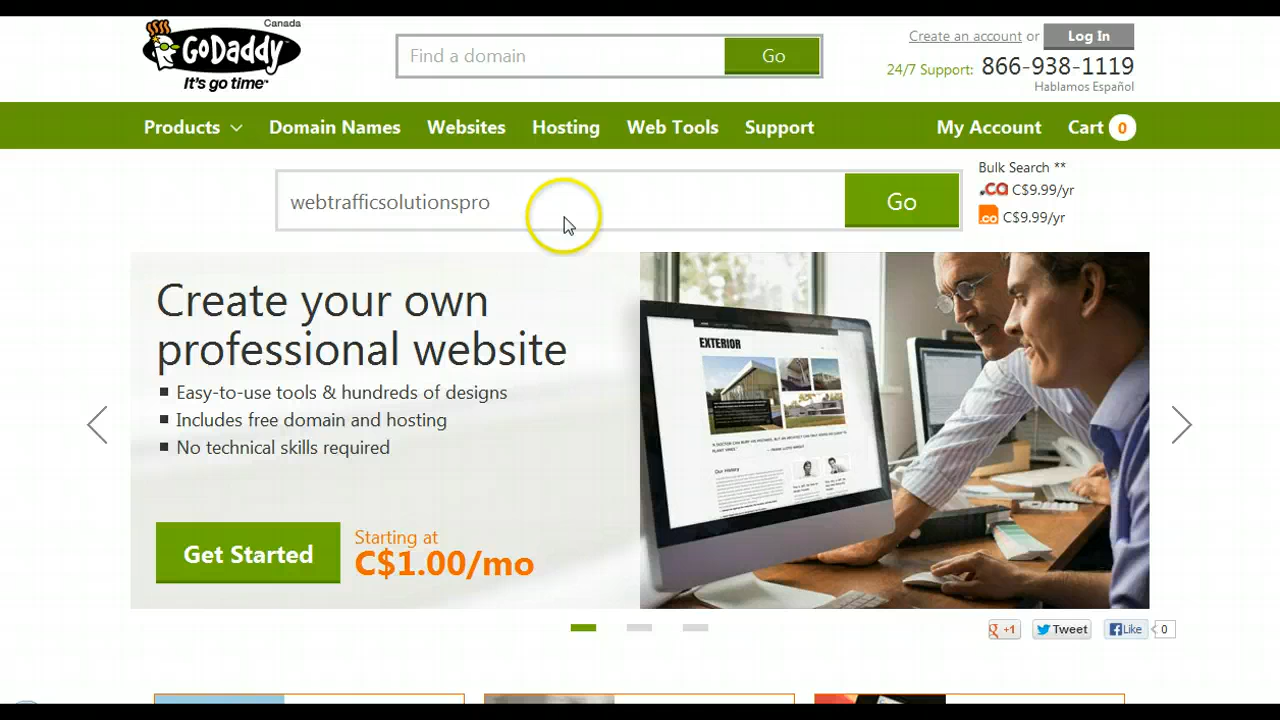 Canada
GoDaddy
It's go time™
Find a domain
Go
Create an account or
Log In
24/7 Support: 866-938-1119
Hablamos Español
Products
Domain Names
Websites
Hosting
Web Tools
Support
My Account
Cart 0
webtrafficsolutionspro
Go
Bulk Search **
.ca C$9.99/yr
.co C$9.99/yr
Create your own
professional website
Easy-to-use tools & hundreds of designs
Includes free domain and hosting
No technical skills required
Get Started
Starting at
C$1.00/mo
EXTERIOR
Our History
g +1
Tweet
Like
0